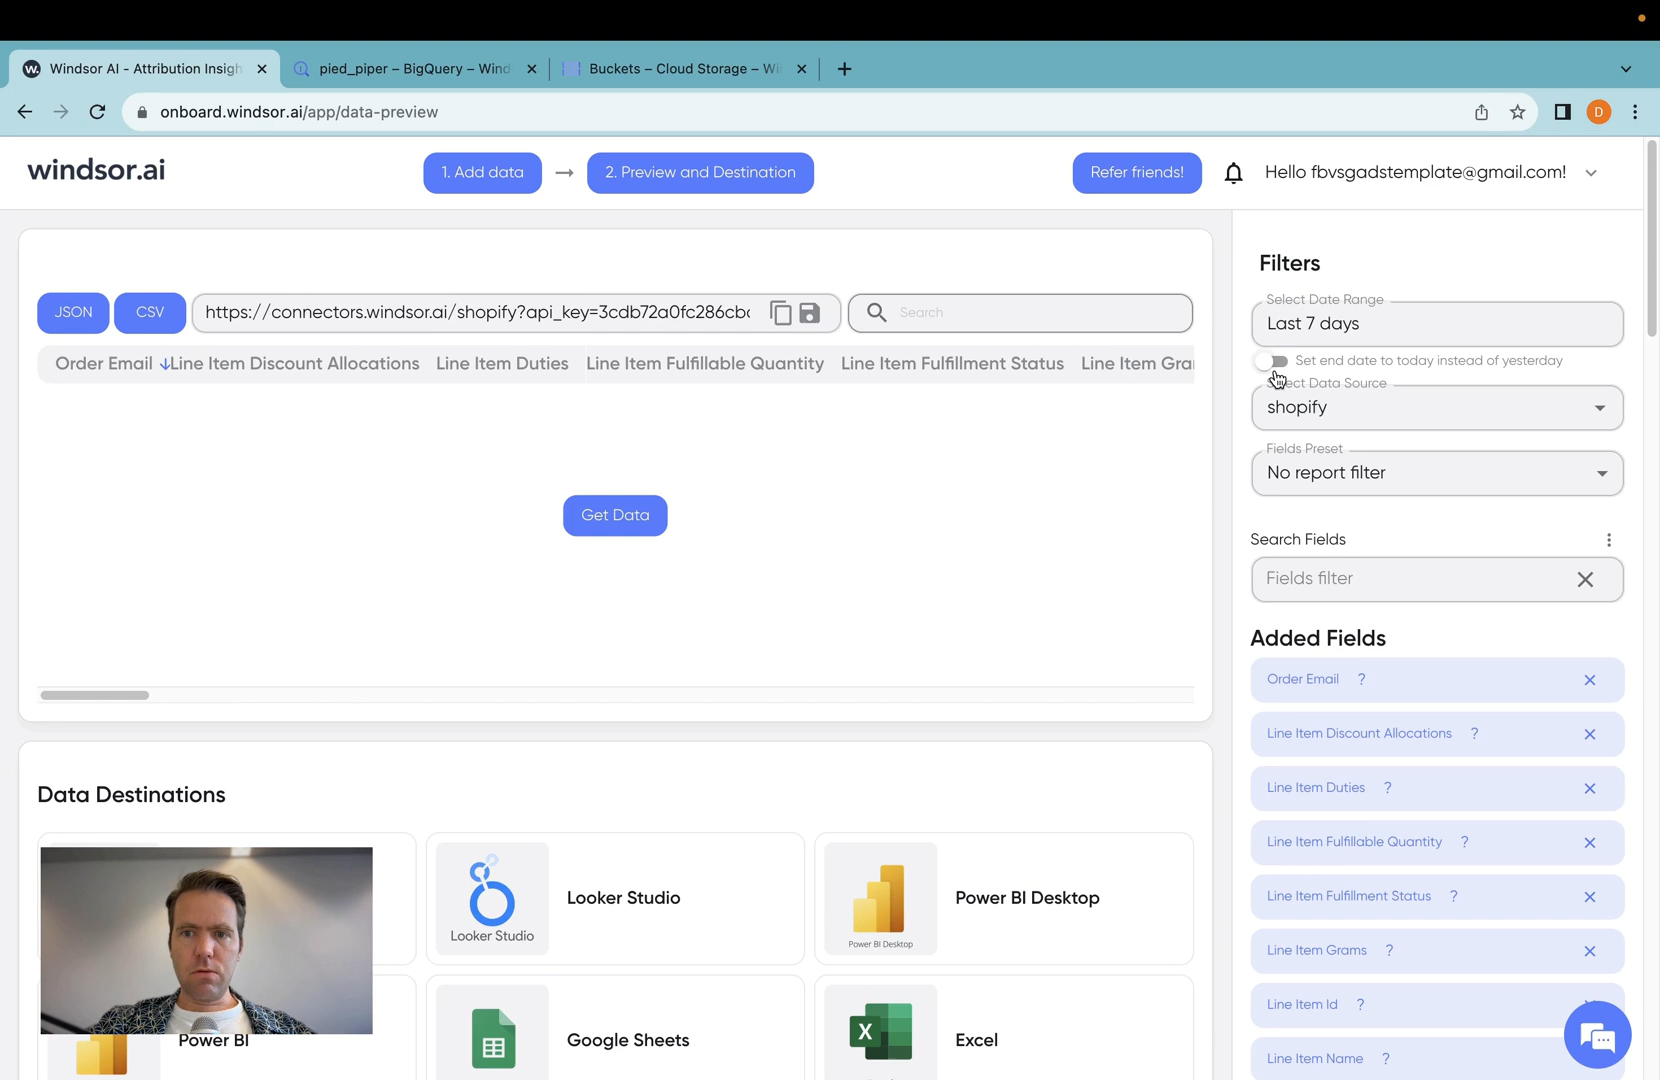 Windsor AI - Attribution Insigh
pied_piper – BigQuery – Wind
Buckets – Cloud Storage – Wi
onboard.windsor.ai/app/data-preview
D
windsor.ai
1. Add data
2. Preview and Destination
Refer friends!
Hello fbvsgadstemplate@gmail.com!
JSON
CSV
https://connectors.windsor.ai/shopify?api_key=3cdb72a0fc286cbc
Search
Order Email
Line Item Discount Allocations
Line Item Duties
Line Item Fulfillable Quantity
Line Item Fulfillment Status
Line Item Gra
Get Data
Data Destinations
Looker Studio
Looker Studio
Power BI Desktop
Power BI Desktop
Power BI
Google Sheets
X
Excel
Filters
Select Date Range
Last 7 days
Set end date to today instead of yesterday
Select Data Source
shopify
Fields Preset
No report filter
Search Fields
Fields filter
Added Fields
Order Email ?
Line Item Discount Allocations ?
Line Item Duties ?
Line Item Fulfillable Quantity ?
Line Item Fulfillment Status ?
Line Item Grams ?
Line Item Id ?
Line Item Name ?